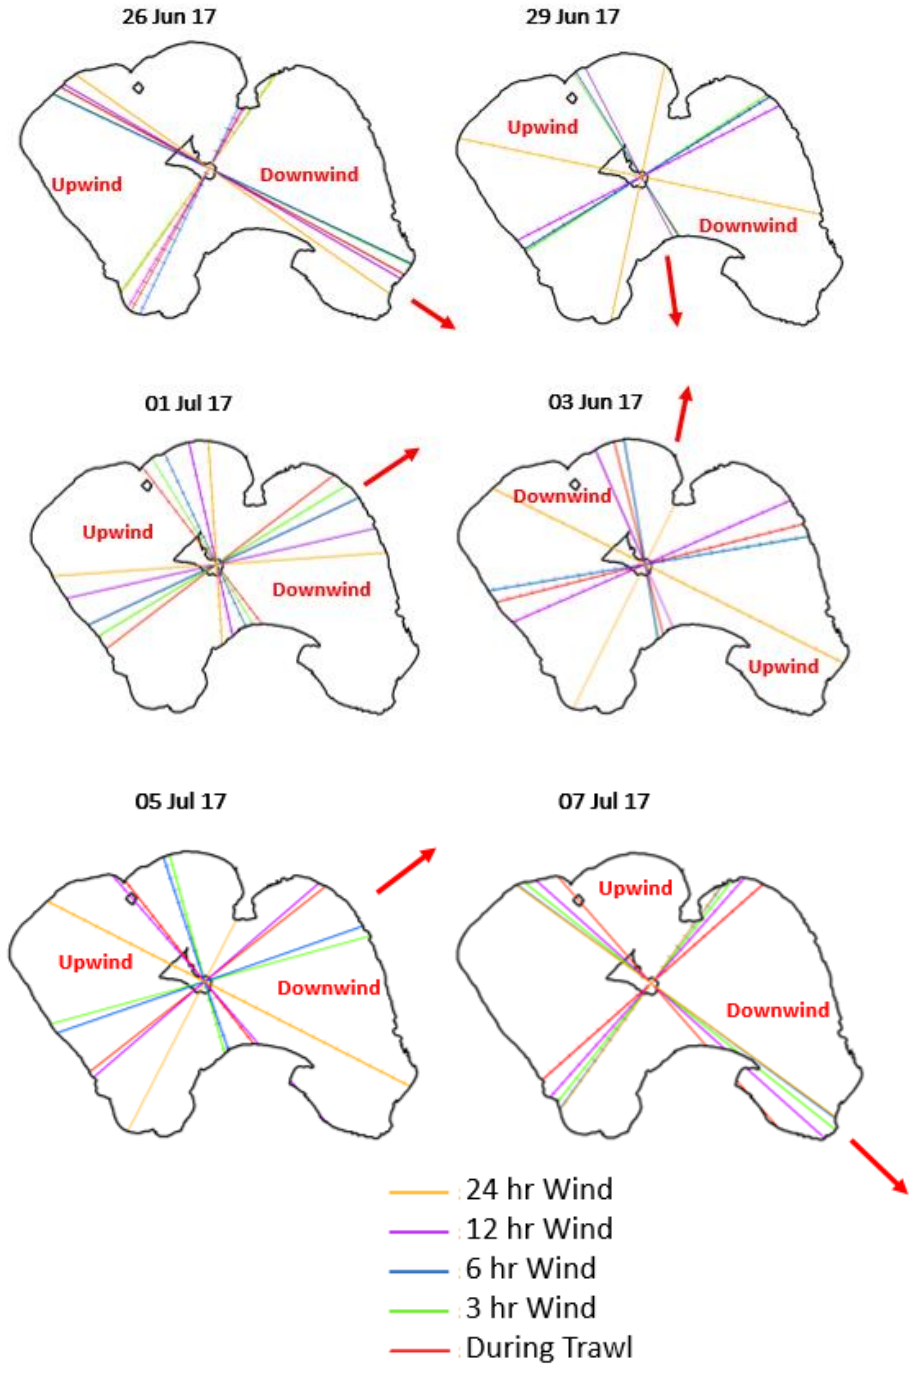 26 Jun 17
29 Jun 17
Upwind
Downwind
Upwind
Downwind
01 Jul 17
03 Jun 17
Upwind
Downwind
Downwind
Upwind
05 Jul 17
07 Jul 17
Upwind
Downwind
Upwind
Downwind
: 24 hr Wind
: 12 hr Wind
: 6 hr Wind
: 3 hr Wind
: During Trawl